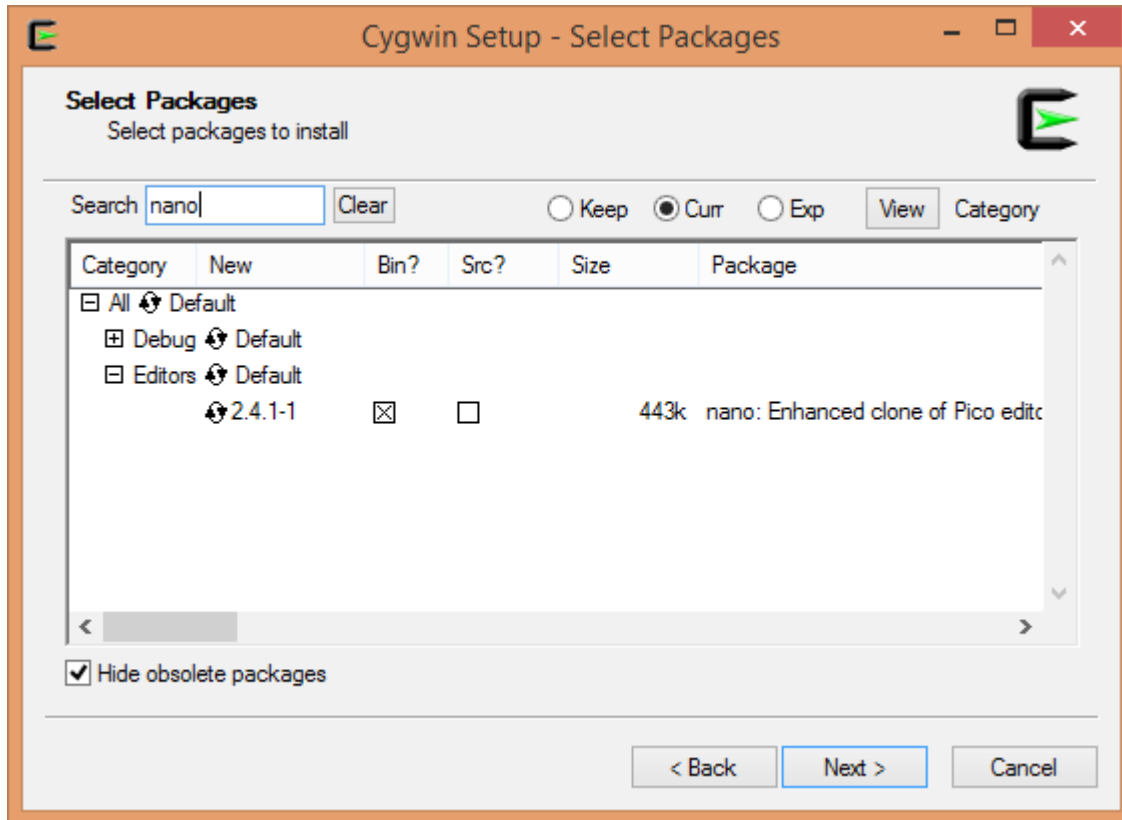 Cygwin Setup - Select Packages
Select Packages
Select packages to install
Search nano Clear Keep Curr Exp View Category
Category New Bin? Src? Size Package
All Default
Debug Default
Editors Default
2.4.1-1 443k nano: Enhanced clone of Pico editc
Hide obsolete packages
< Back Next > Cancel